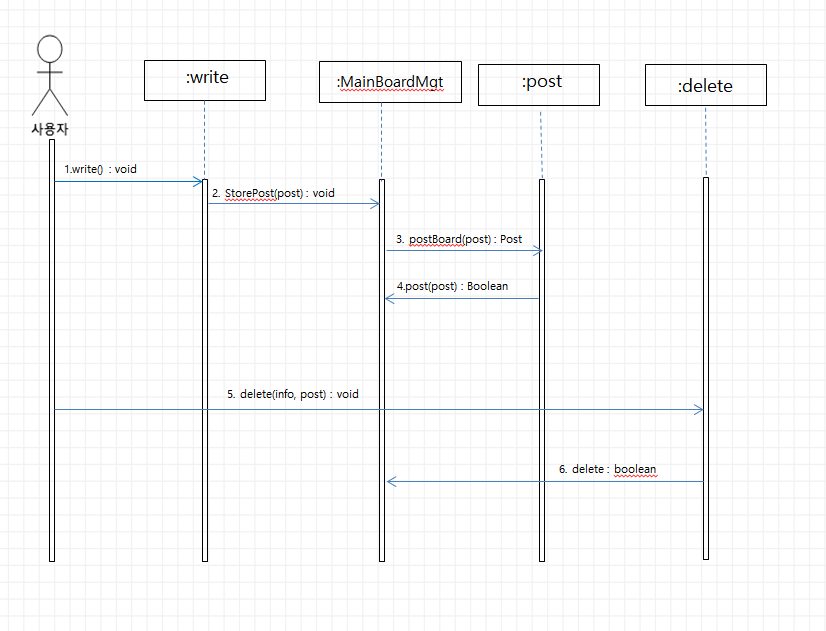 :write
:MainBoardMgt
:post
:delete
사용자
1.write() : void
2. StorePost(post) : void
3. postBoard(post) : Post
4.post(post) : Boolean
5. delete(info, post) : void
6. delete : boolean